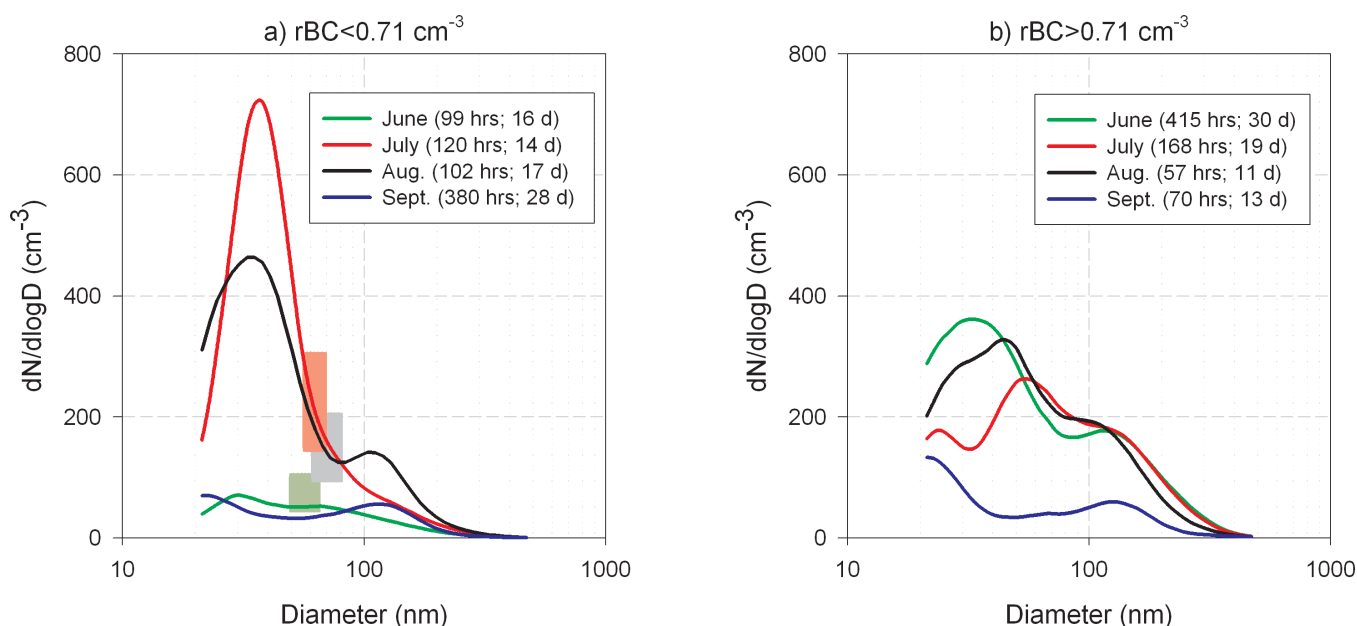 a) rBC<0.71 cm-3
800
600
400
200
0
dN/dlogD (cm-3)
June (99 hrs; 16 d)
July (120 hrs; 14 d)
Aug. (102 hrs; 17 d)
Sept. (380 hrs; 28 d)
10 100 1000
Diameter (nm)
b) rBC>0.71 cm-3
800
600
400
200
0
dN/dlogD (cm-3)
June (415 hrs; 30 d)
July (168 hrs; 19 d)
Aug. (57 hrs; 11 d)
Sept. (70 hrs; 13 d)
10 100 1000
Diameter (nm)